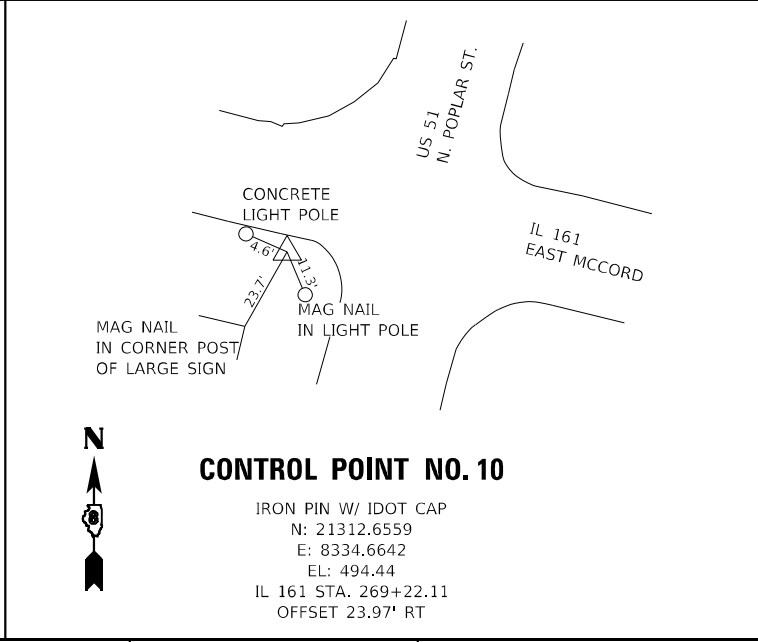 US 51
N. POPLAR ST.
CONCRETE
LIGHT POLE
IL 161
EAST MCCORD
4.6'
11.3'
23.7'
MAG NAIL
IN LIGHT POLE
MAG NAIL
IN CORNER POST
OF LARGE SIGN
N
8
CONTROL POINT NO. 10
IRON PIN W/ IDOT CAP
N: 21312.6559
E: 8334.6642
EL: 494.44
IL 161 STA. 269+22.11
OFFSET 23.97' RT